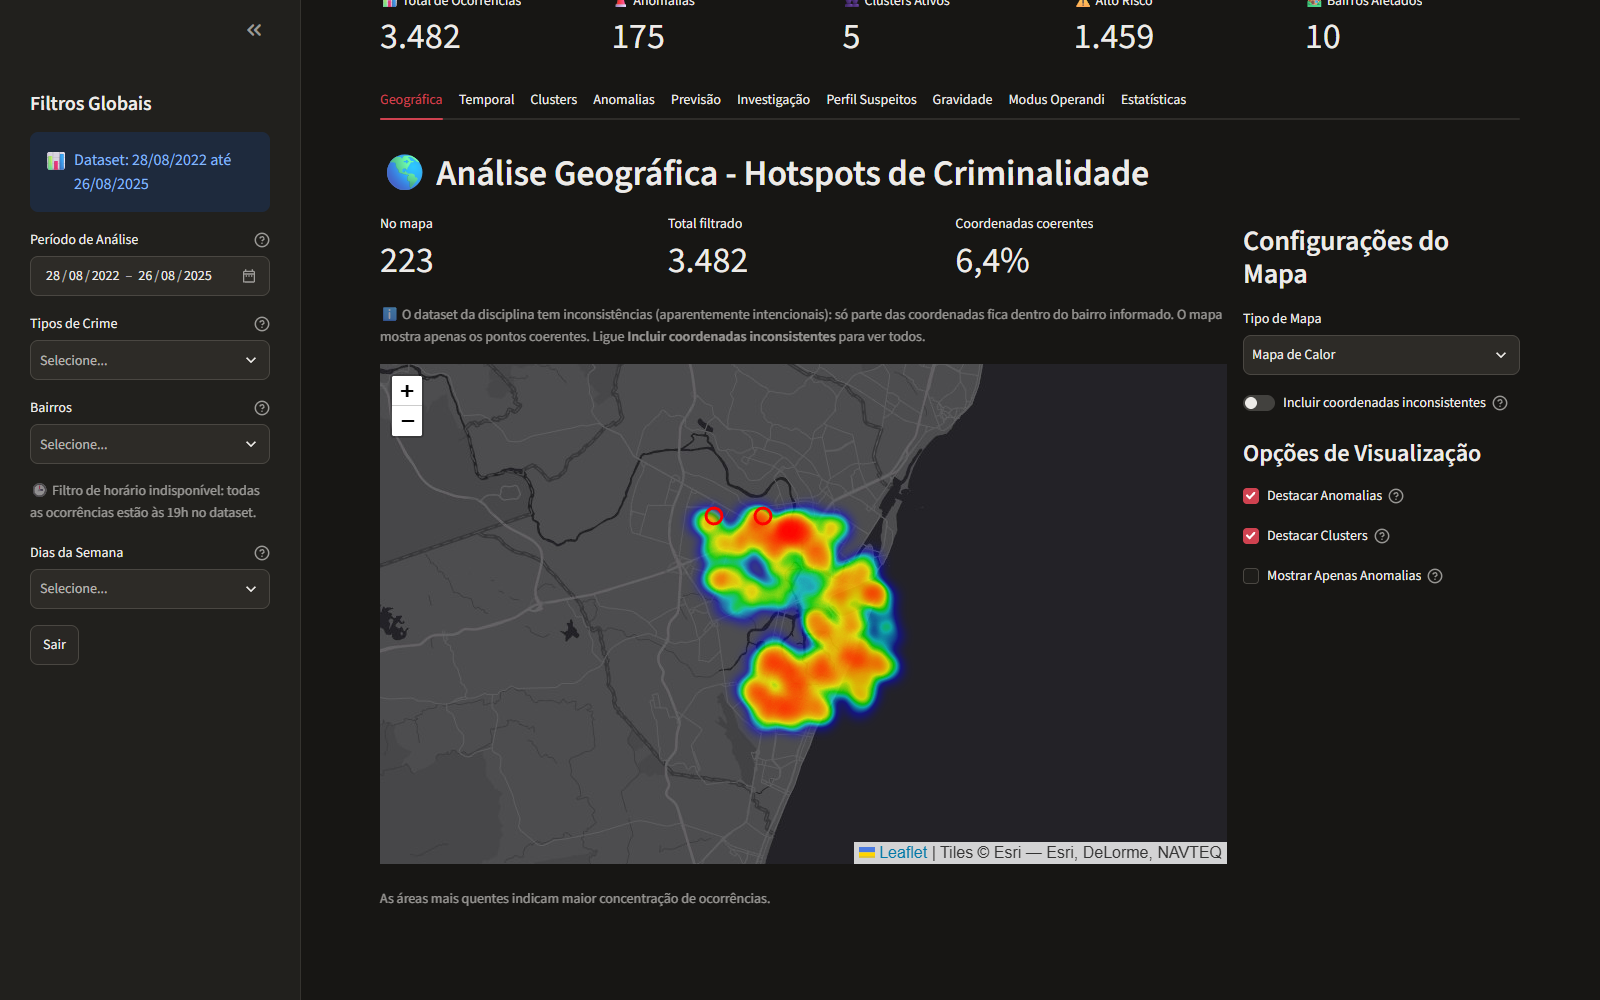 Filtros Globais
Dataset: 28/08/2022 até
26/08/2025
Período de Análise
28/08/2022 – 26/08/2025
Tipos de Crime
Selecione...
Bairros
Selecione...
Filtro de horário indisponível: todas
as ocorrências estão às 19h no dataset.
Dias da Semana
Selecione...
Sair
Total de Ocorrências
3.482
Anomalias
175
Clusters Ativos
5
Alto Risco
1.459
Bairros Afetados
10
Geográfica Temporal Clusters Anomalias Previsão Investigação Perfil Suspeitos Gravidade Modus Operandi Estatísticas
Análise Geográfica - Hotspots de Criminalidade
No mapa
223
Total filtrado
3.482
Coordenadas coerentes
6,4%
O dataset da disciplina tem inconsistências (aparentemente intencionais): só parte das coordenadas fica dentro do bairro informado. O mapa
mostra apenas os pontos coerentes. Ligue Incluir coordenadas inconsistentes para ver todos.
+
−
Leaflet | Tiles © Esri — Esri, DeLorme, NAVTEQ
As áreas mais quentes indicam maior concentração de ocorrências.
Configurações do
Mapa
Tipo de Mapa
Mapa de Calor
Incluir coordenadas inconsistentes
Opções de Visualização
Destacar Anomalias
Destacar Clusters
Mostrar Apenas Anomalias